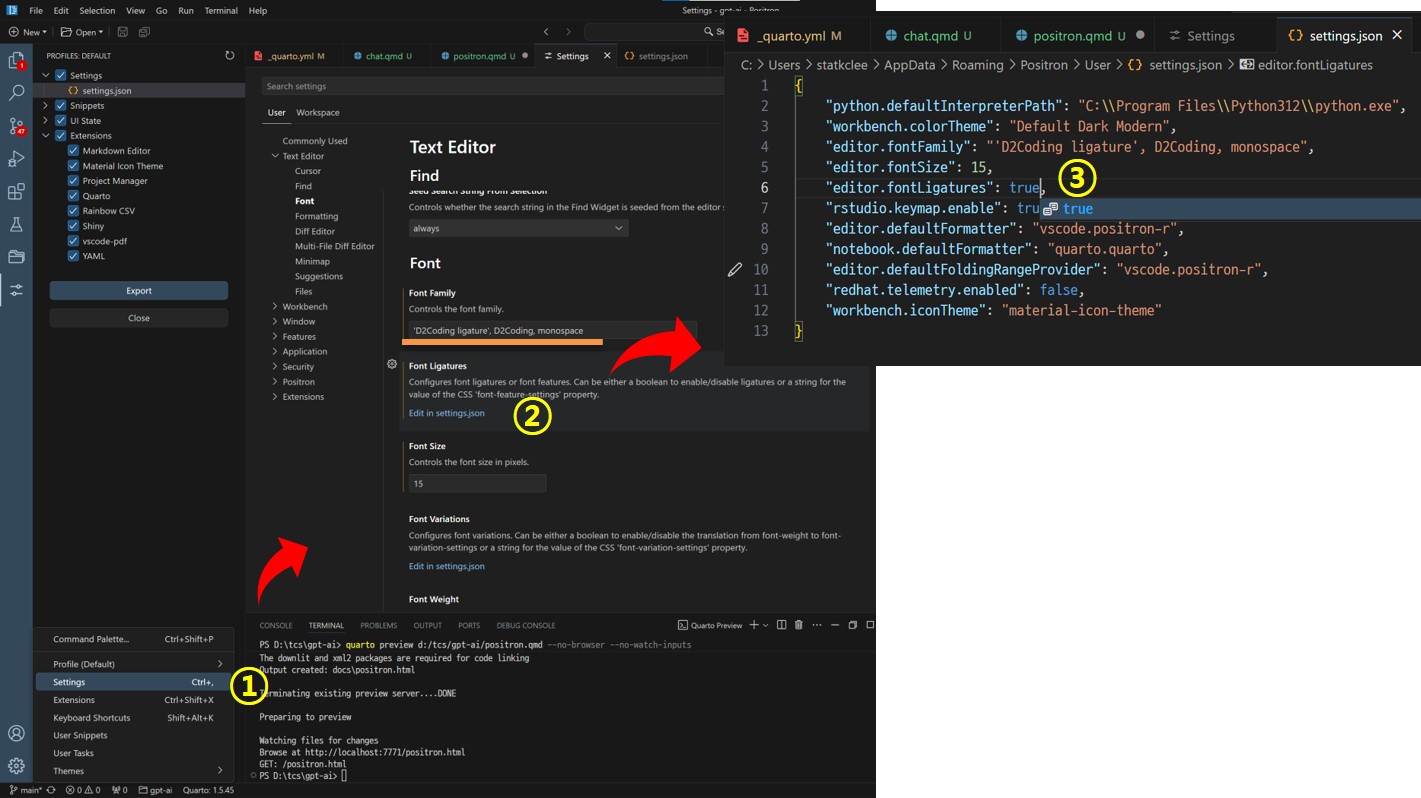 File Edit Selection View Go Run Terminal Help
Settings - gpt-ai - Positron
New Open
PROFILES: DEFAULT
Settings
settings.json
Snippets
UI State
Extensions
Markdown Editor
Material Icon Theme
Project Manager
Quarto
Rainbow CSV
Shiny
vscode-pdf
YAML
Export
Close
1
47
_quarto.yml M
chat.qmd U
positron.qmd U
Settings
settings.json
Search settings
User Workspace
Commonly Used
Text Editor
Cursor
Find
Font
Formatting
Diff Editor
Multi-File Diff Editor
Minimap
Suggestions
Files
Workbench
Window
Features
Application
Security
Positron
Extensions
Text Editor
Find
Seed Search String From Selection
Controls whether the search string in the Find Widget is seeded from the editor
always
Font
Font Family
Controls the font family.
'D2Coding ligature', D2Coding, monospace
Font Ligatures
Configures font ligatures or font features. Can be either a boolean to enable/disable ligatures or a string for the
value of the CSS 'font-feature-settings' property.
Edit in settings.json
②
Font Size
Controls the font size in pixels.
15
Font Variations
Configures font variations. Can be either a boolean to enable/disable the translation from font-weight to font-
variation-settings or a string for the value of the CSS 'font-variation-settings' property.
Edit in settings.json
Font Weight
_quarto.yml M
chat.qmd U
positron.qmd U
Settings
settings.json
C: > Users > statkclee > AppData > Roaming > Positron > User > {} settings.json > editor.fontLigatures
1 {
2 "python.defaultInterpreterPath": "C:\\Program Files\\Python312\\python.exe",
3 "workbench.colorTheme": "Default Dark Modern",
4 "editor.fontFamily": "'D2Coding ligature', D2Coding, monospace",
5 "editor.fontSize": 15,
6 "editor.fontLigatures": true,
③
7 "rstudio.keymap.enable": tru
true
8 "editor.defaultFormatter": "vscode.positron-r",
9 "notebook.defaultFormatter": "quarto.quarto",
10 "editor.defaultFoldingRangeProvider": "vscode.positron-r",
11 "redhat.telemetry.enabled": false,
12 "workbench.iconTheme": "material-icon-theme"
13 }
Command Palette... Ctrl+Shift+P
Profile (Default)
Settings Ctrl+,
①
Extensions Ctrl+Shift+X
Keyboard Shortcuts Shift+Alt+K
User Snippets
User Tasks
Themes
CONSOLE TERMINAL PROBLEMS OUTPUT PORTS DEBUG CONSOLE
Quarto Preview
PS D:\tcs\gpt-ai> quarto preview d:/tcs/gpt-ai/positron.qmd --no-browser --no-watch-inputs
The downlit and xml2 packages are required for code linking
Output created: docs\positron.html
Terminating existing preview server....DONE
Preparing to preview
Watching files for changes
Browse at http://localhost:7771/positron.html
GET: /positron.html
PS D:\tcs\gpt-ai>
main* 0 0 0 gpt-ai Quarto: 1.5.45